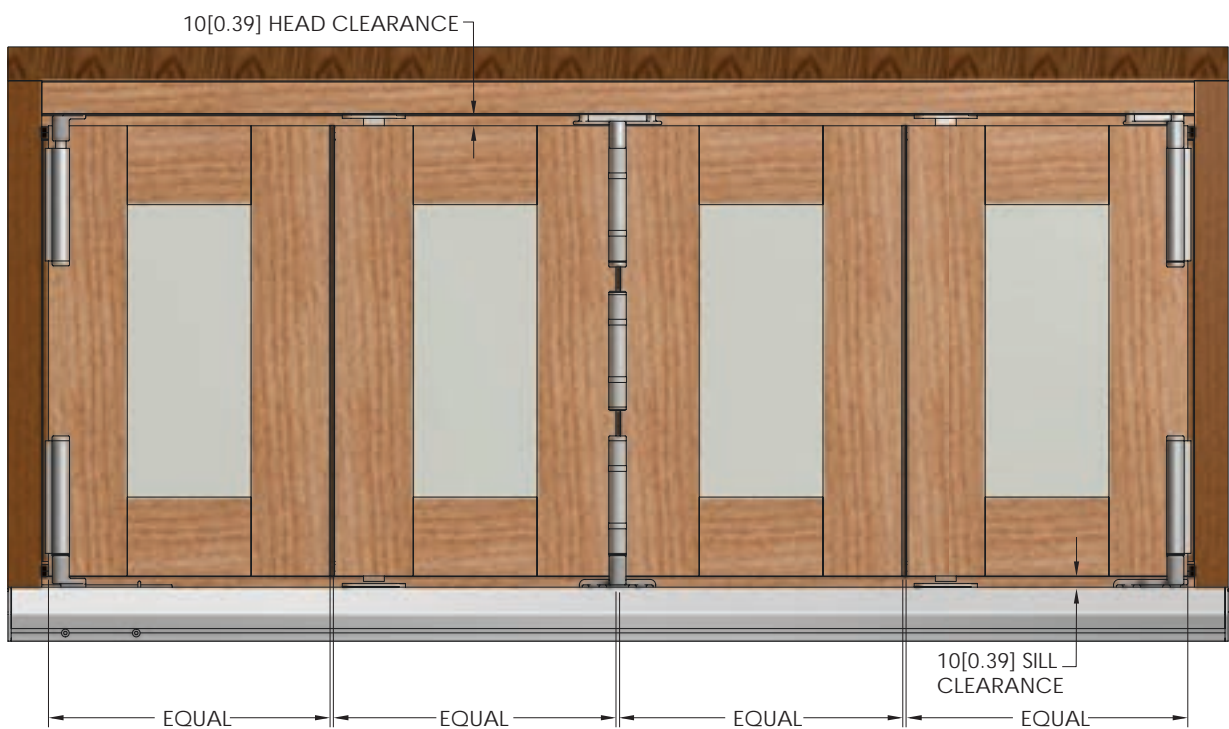 10[0.39] HEAD CLEARANCE
10[0.39] SILL
CLEARANCE
EQUAL
EQUAL
EQUAL
EQUAL